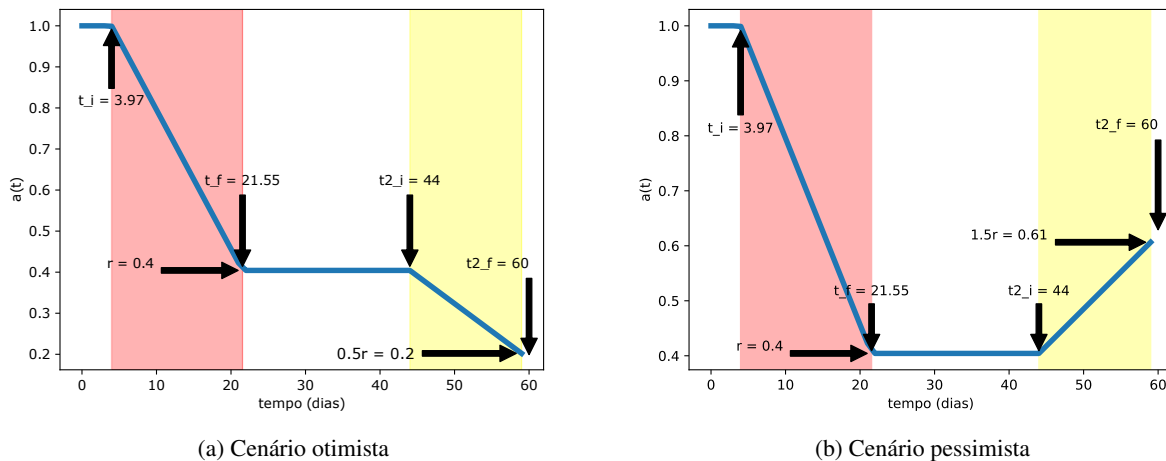 1.0
0.9
0.8
0.7
0.6
0.5
0.4
0.3
0.2
a(t)
t_i = 3.97
t_f = 21.55
t2_i = 44
r = 0.4
t2_f = 60
0.5r = 0.2
0 10 20 30 40 50 60
tempo (dias)
(a) Cenário otimista
1.0
0.9
0.8
0.7
0.6
0.5
0.4
a(t)
t_i = 3.97
t2_f = 60
1.5r = 0.61
t_f = 21.55
t2_i = 44
r = 0.4
0 10 20 30 40 50 60
tempo (dias)
(b) Cenário pessimista